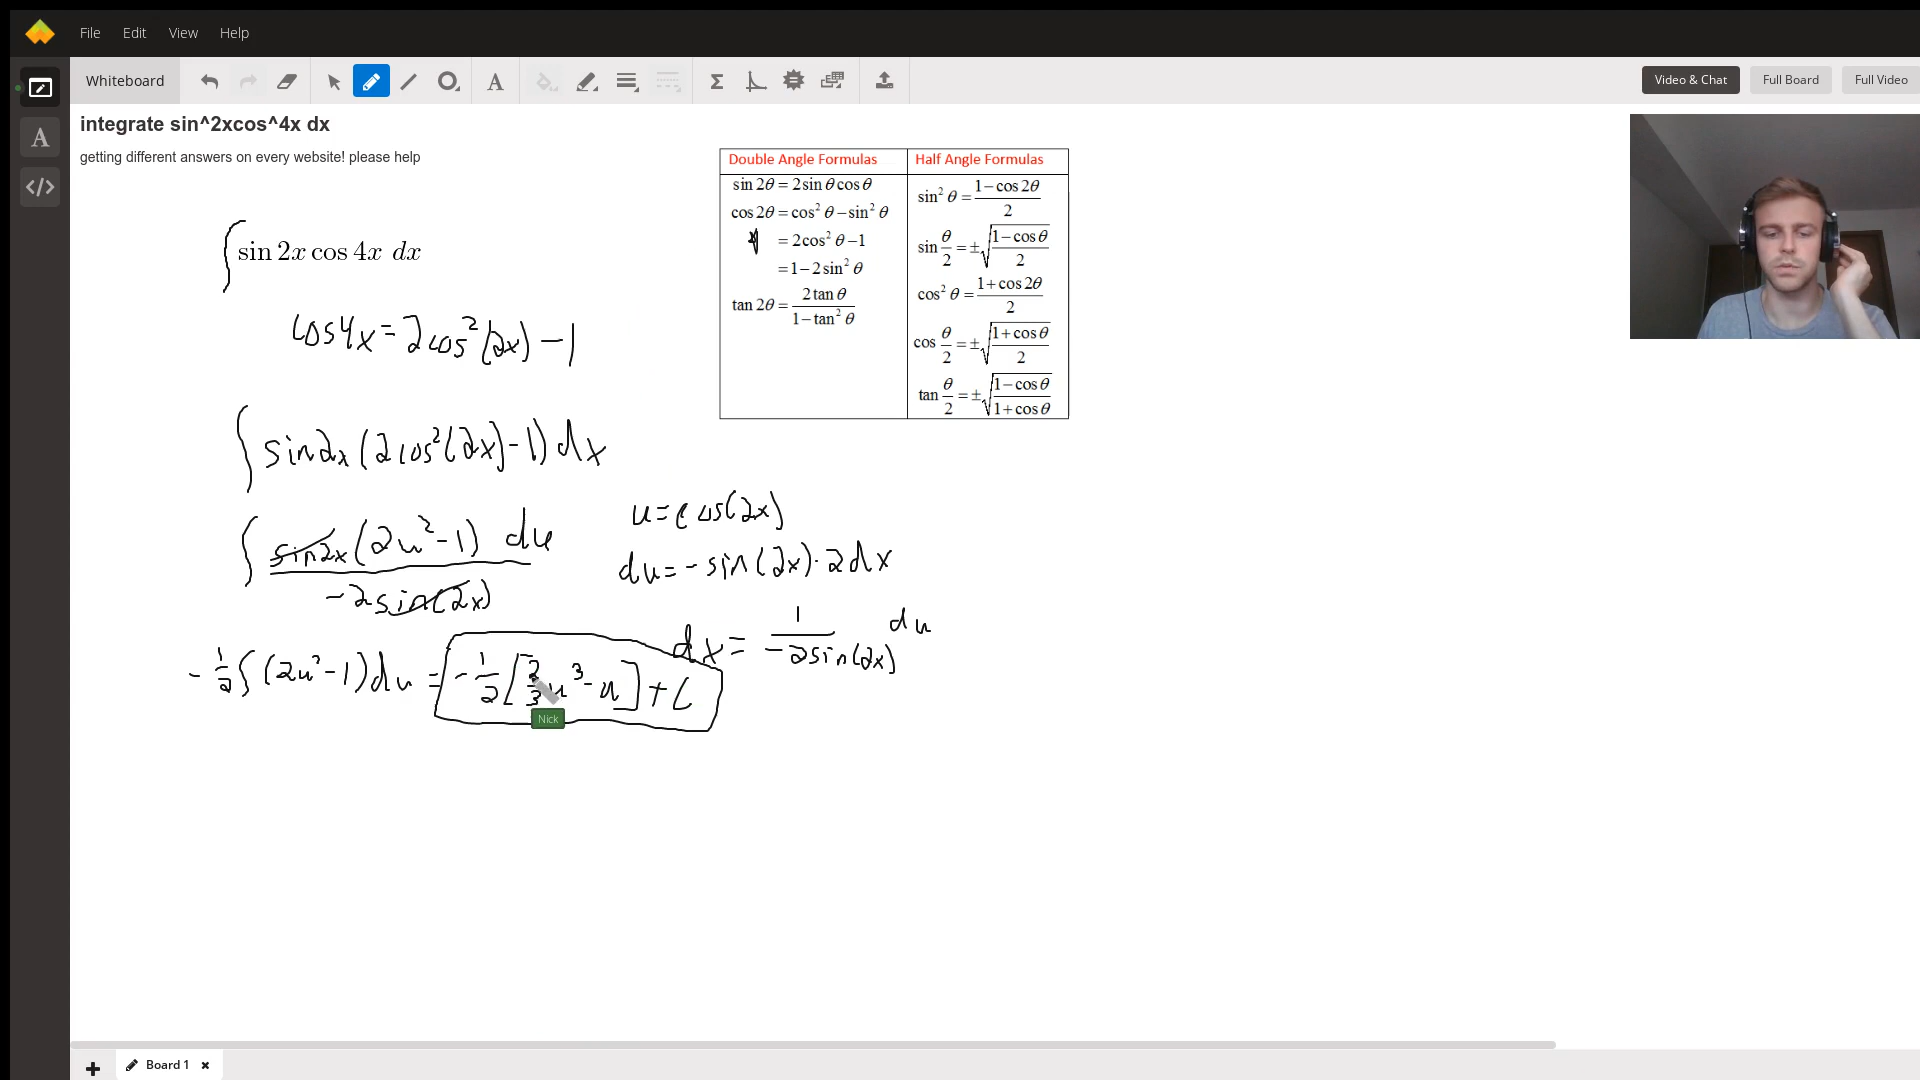 File Edit View Help
Whiteboard
A
Σ
Video & Chat Full Board Full Video
A
</>
integrate sin^2xcos^4x dx
getting different answers on every website! please help
∫ sin 2x cos 4x dx
cos4x = 2cos²(2x) - 1
∫ sin2x (2cos²(2x) - 1) dx
∫ sin2x (2u² - 1) du
-2sin(2x)
-1/2 ∫ (2u² - 1) du = -1/2 [2/3 u³ - u] + C
Nick
u = cos(2x)
du = - sin(2x) · 2dx
dx = 1/-2sin(2x) du
Double Angle Formulas
sin 2θ = 2 sin θ cos θ
cos 2θ = cos² θ − sin² θ
= 2cos² θ − 1
= 1 − 2 sin² θ
tan 2θ = 2 tan θ / 1 − tan² θ
Half Angle Formulas
sin² θ = 1 − cos 2θ / 2
sin θ/2 = ±√(1 − cos θ / 2)
cos² θ = 1 + cos 2θ / 2
cos θ/2 = ±√(1 + cos θ / 2)
tan θ/2 = ±√(1 − cos θ / 1 + cos θ)
+ Board 1 ×